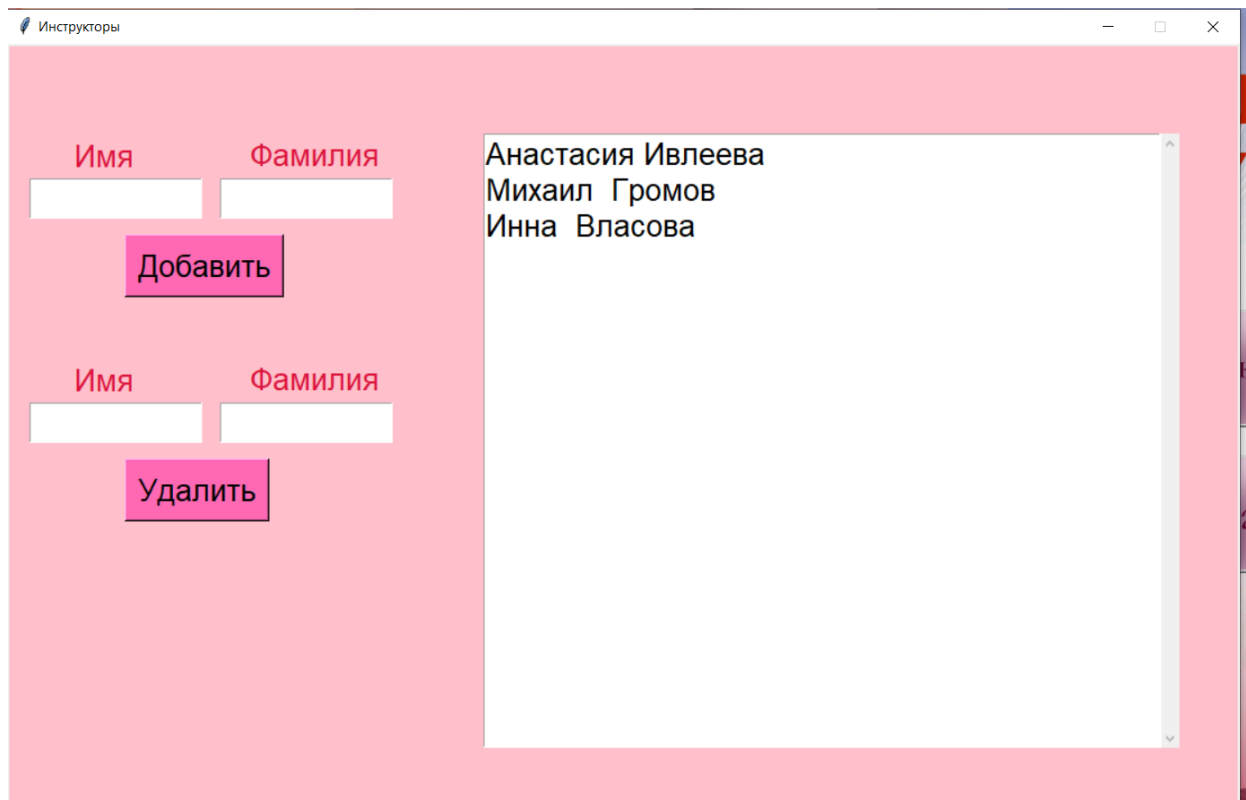 Инструкторы
Имя Фамилия
Добавить
Имя Фамилия
Удалить
Анастасия Ивлеева
Михаил  Громов
Инна  Власова